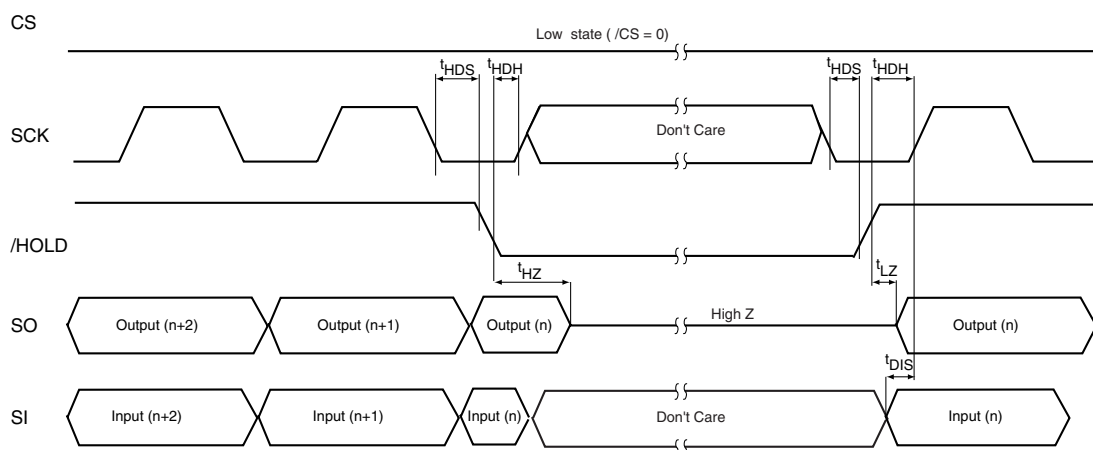 CS
Low state ( /CS = 0)
tHDS
tHDH
tHDS
tHDH
SCK
Don't Care
/HOLD
tHZ
tLZ
SO
Output (n+2)
Output (n+1)
Output (n)
High Z
Output (n)
tDIS
SI
Input (n+2)
Input (n+1)
Input (n)
Don't Care
Input (n)